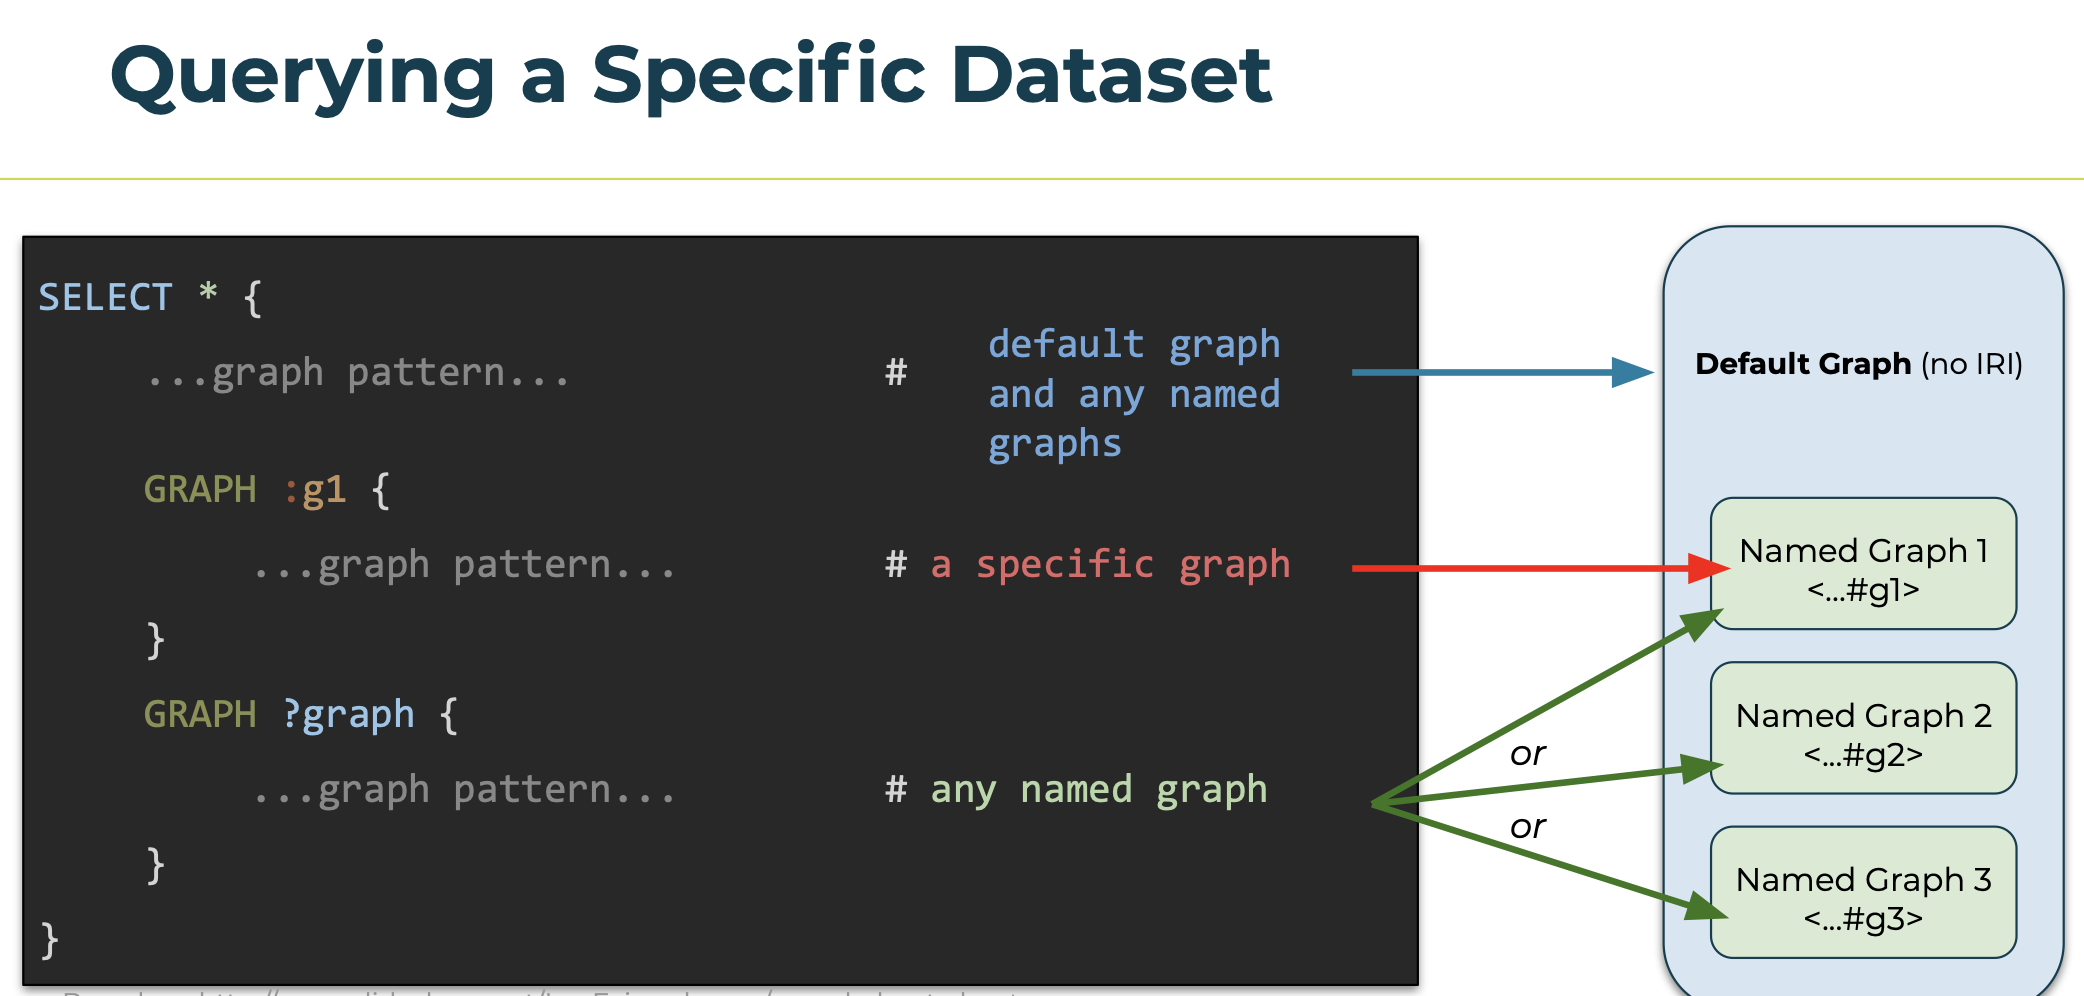 Querying a Specific Dataset
SELECT * {
...graph pattern... # default graph
and any named
graphs
GRAPH :g1 {
...graph pattern... # a specific graph
}
GRAPH ?graph {
...graph pattern... # any named graph
}
}
Default Graph (no IRI)
Named Graph 1
<...#g1>
Named Graph 2
<...#g2>
Named Graph 3
<...#g3>
or
or